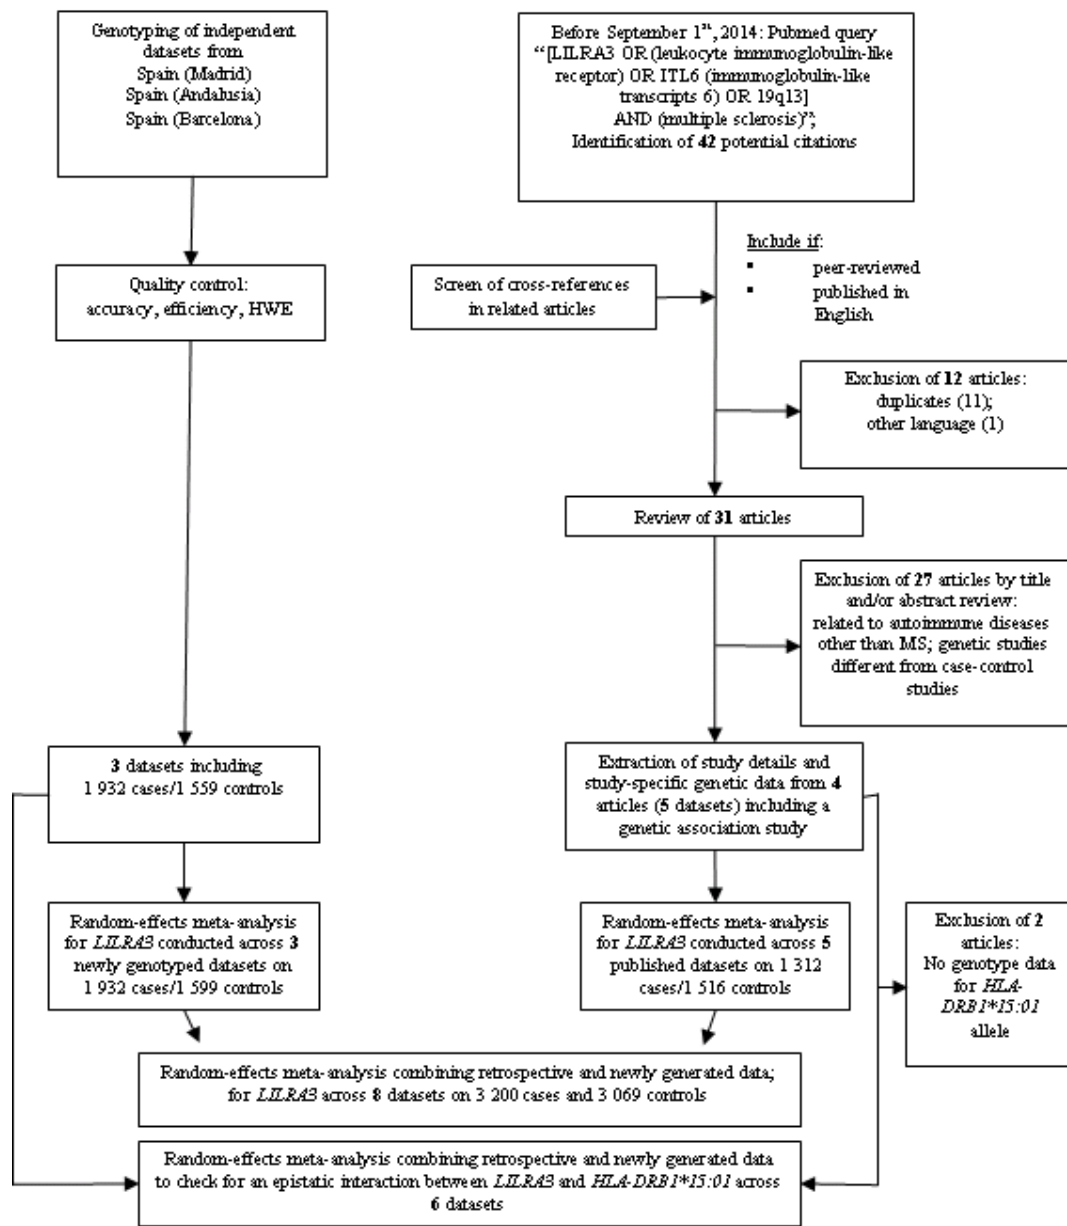 Genotyping of independent
datasets from
Spain (Madrid)
Spain (Andalusia)
Spain (Barcelona)
Before September 1st, 2014: Pubmed query
“[LILRA3 OR (leukocyte immunoglobulin-like
receptor) OR ITL6 (immunoglobulin-like
transcripts 6) OR 19q13]
AND (multiple sclerosis)”;
Identification of 42 potential citations
Quality control:
accuracy, efficiency, HWE
Screen of cross-references
in related articles
Include if:
▪ peer-reviewed
▪ published in
English
Exclusion of 12 articles:
duplicates (11);
other language (1)
Review of 31 articles
Exclusion of 27 articles by title
and/or abstract review:
related to autoimmune diseases
other than MS; genetic studies
different from case-control
studies
3 datasets including
1 932 cases/1 559 controls
Extraction of study details and
study-specific genetic data from 4
articles (5 datasets) including a
genetic association study
Random-effects meta-analysis
for LILRA3 conducted across 3
newly genotyped datasets on
1 932 cases/1 599 controls
Random-effects meta-analysis
for LILRA3 conducted across 5
published datasets on 1 312
cases/1 516 controls
Exclusion of 2
articles:
No genotype data
for HLA-
DRB1*15:01
allele
Random-effects meta-analysis combining retrospective and newly generated data;
for LILRA3 across 8 datasets on 3 200 cases and 3 069 controls
Random-effects meta-analysis combining retrospective and newly generated data
to check for an epistatic interaction between LILRA3 and HLA-DRB1*15:01 across
6 datasets